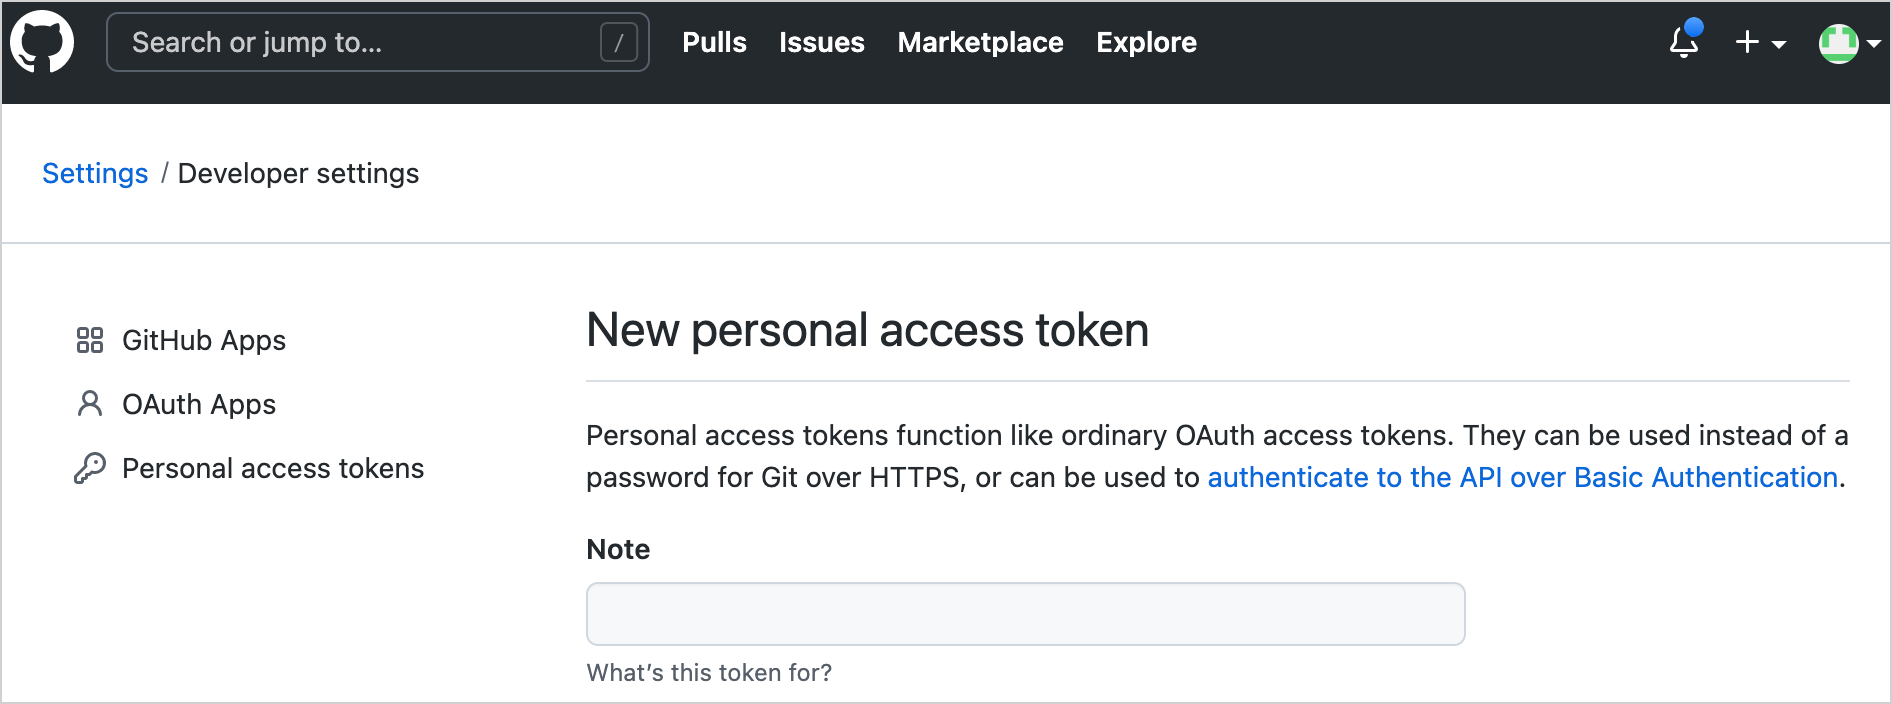 Search or jump to... /
Pulls Issues Marketplace Explore
Settings / Developer settings
GitHub Apps
OAuth Apps
Personal access tokens
New personal access token
Personal access tokens function like ordinary OAuth access tokens. They can be used instead of a
password for Git over HTTPS, or can be used to authenticate to the API over Basic Authentication.
Note
What's this token for?